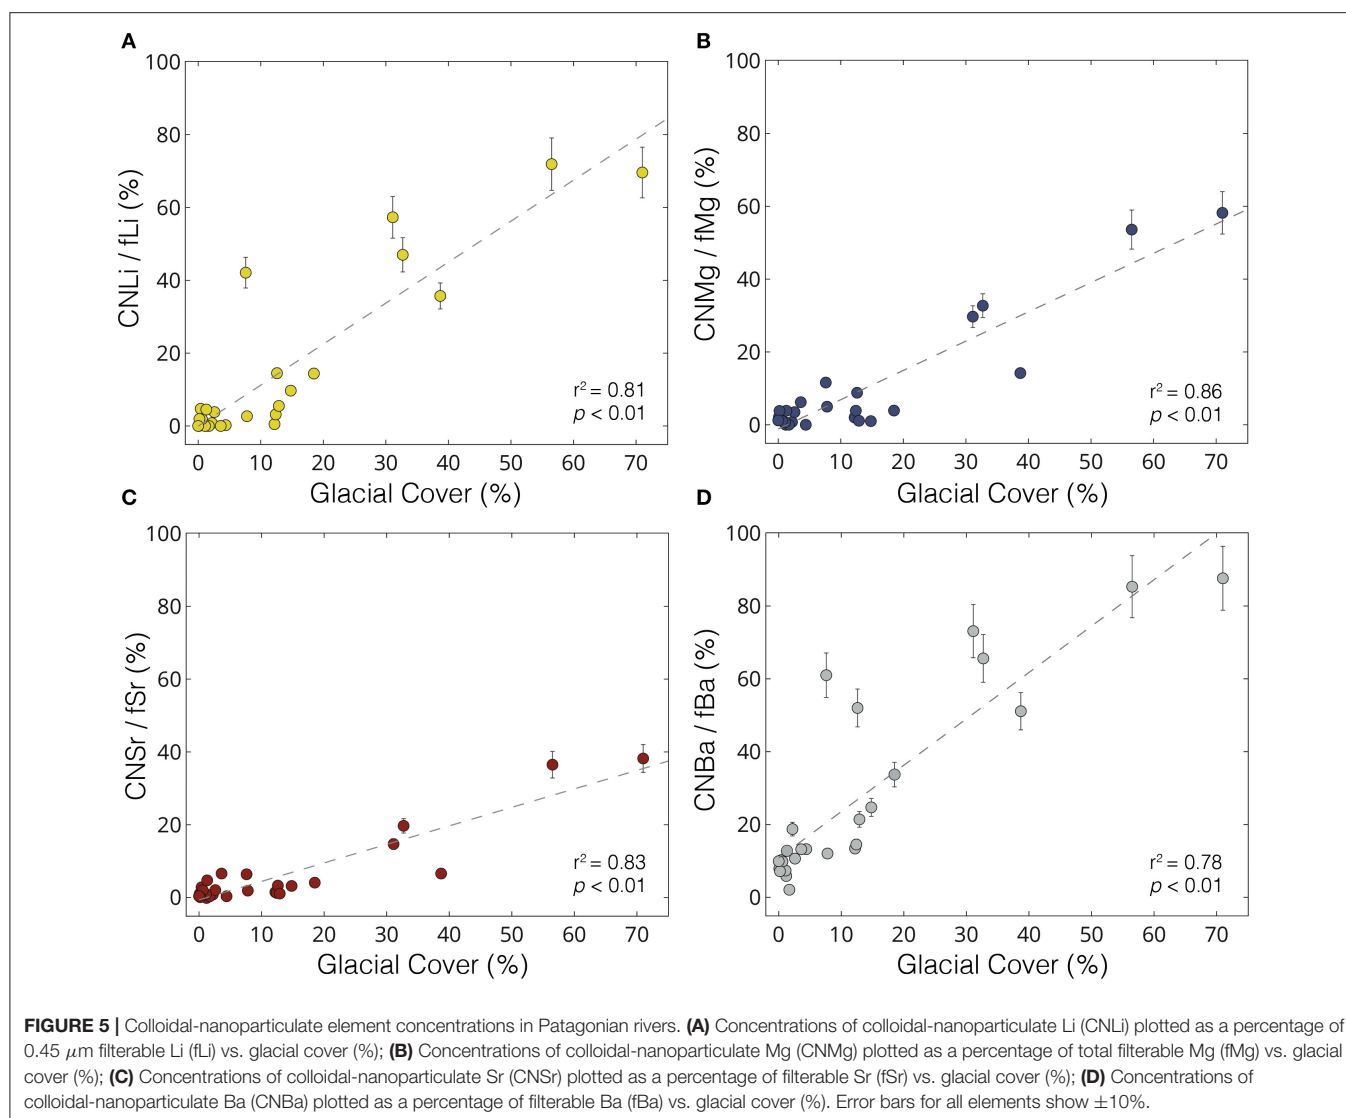 A
100
80
60
40
20
0
0 10 20 30 40 50 60 70
CNLi / fLi (%)
Glacial Cover (%)
r² = 0.81
p < 0.01
B
100
80
60
40
20
0
0 10 20 30 40 50 60 70
CNMg / fMg (%)
Glacial Cover (%)
r² = 0.86
p < 0.01
C
100
80
60
40
20
0
0 10 20 30 40 50 60 70
CNSr / fSr (%)
Glacial Cover (%)
r² = 0.83
p < 0.01
D
100
80
60
40
20
0
0 10 20 30 40 50 60 70
CNBa / fBa (%)
Glacial Cover (%)
r² = 0.78
p < 0.01
FIGURE 5 | Colloidal-nanoparticulate element concentrations in Patagonian rivers. (A) Concentrations of colloidal-nanoparticulate Li (CNLi) plotted as a percentage of
0.45 μm filterable Li (fLi) vs. glacial cover (%); (B) Concentrations of colloidal-nanoparticulate Mg (CNMg) plotted as a percentage of total filterable Mg (fMg) vs. glacial
cover (%); (C) Concentrations of colloidal-nanoparticulate Sr (CNSr) plotted as a percentage of filterable Sr (fSr) vs. glacial cover (%); (D) Concentrations of
colloidal-nanoparticulate Ba (CNBa) plotted as a percentage of filterable Ba (fBa) vs. glacial cover (%). Error bars for all elements show ±10%.